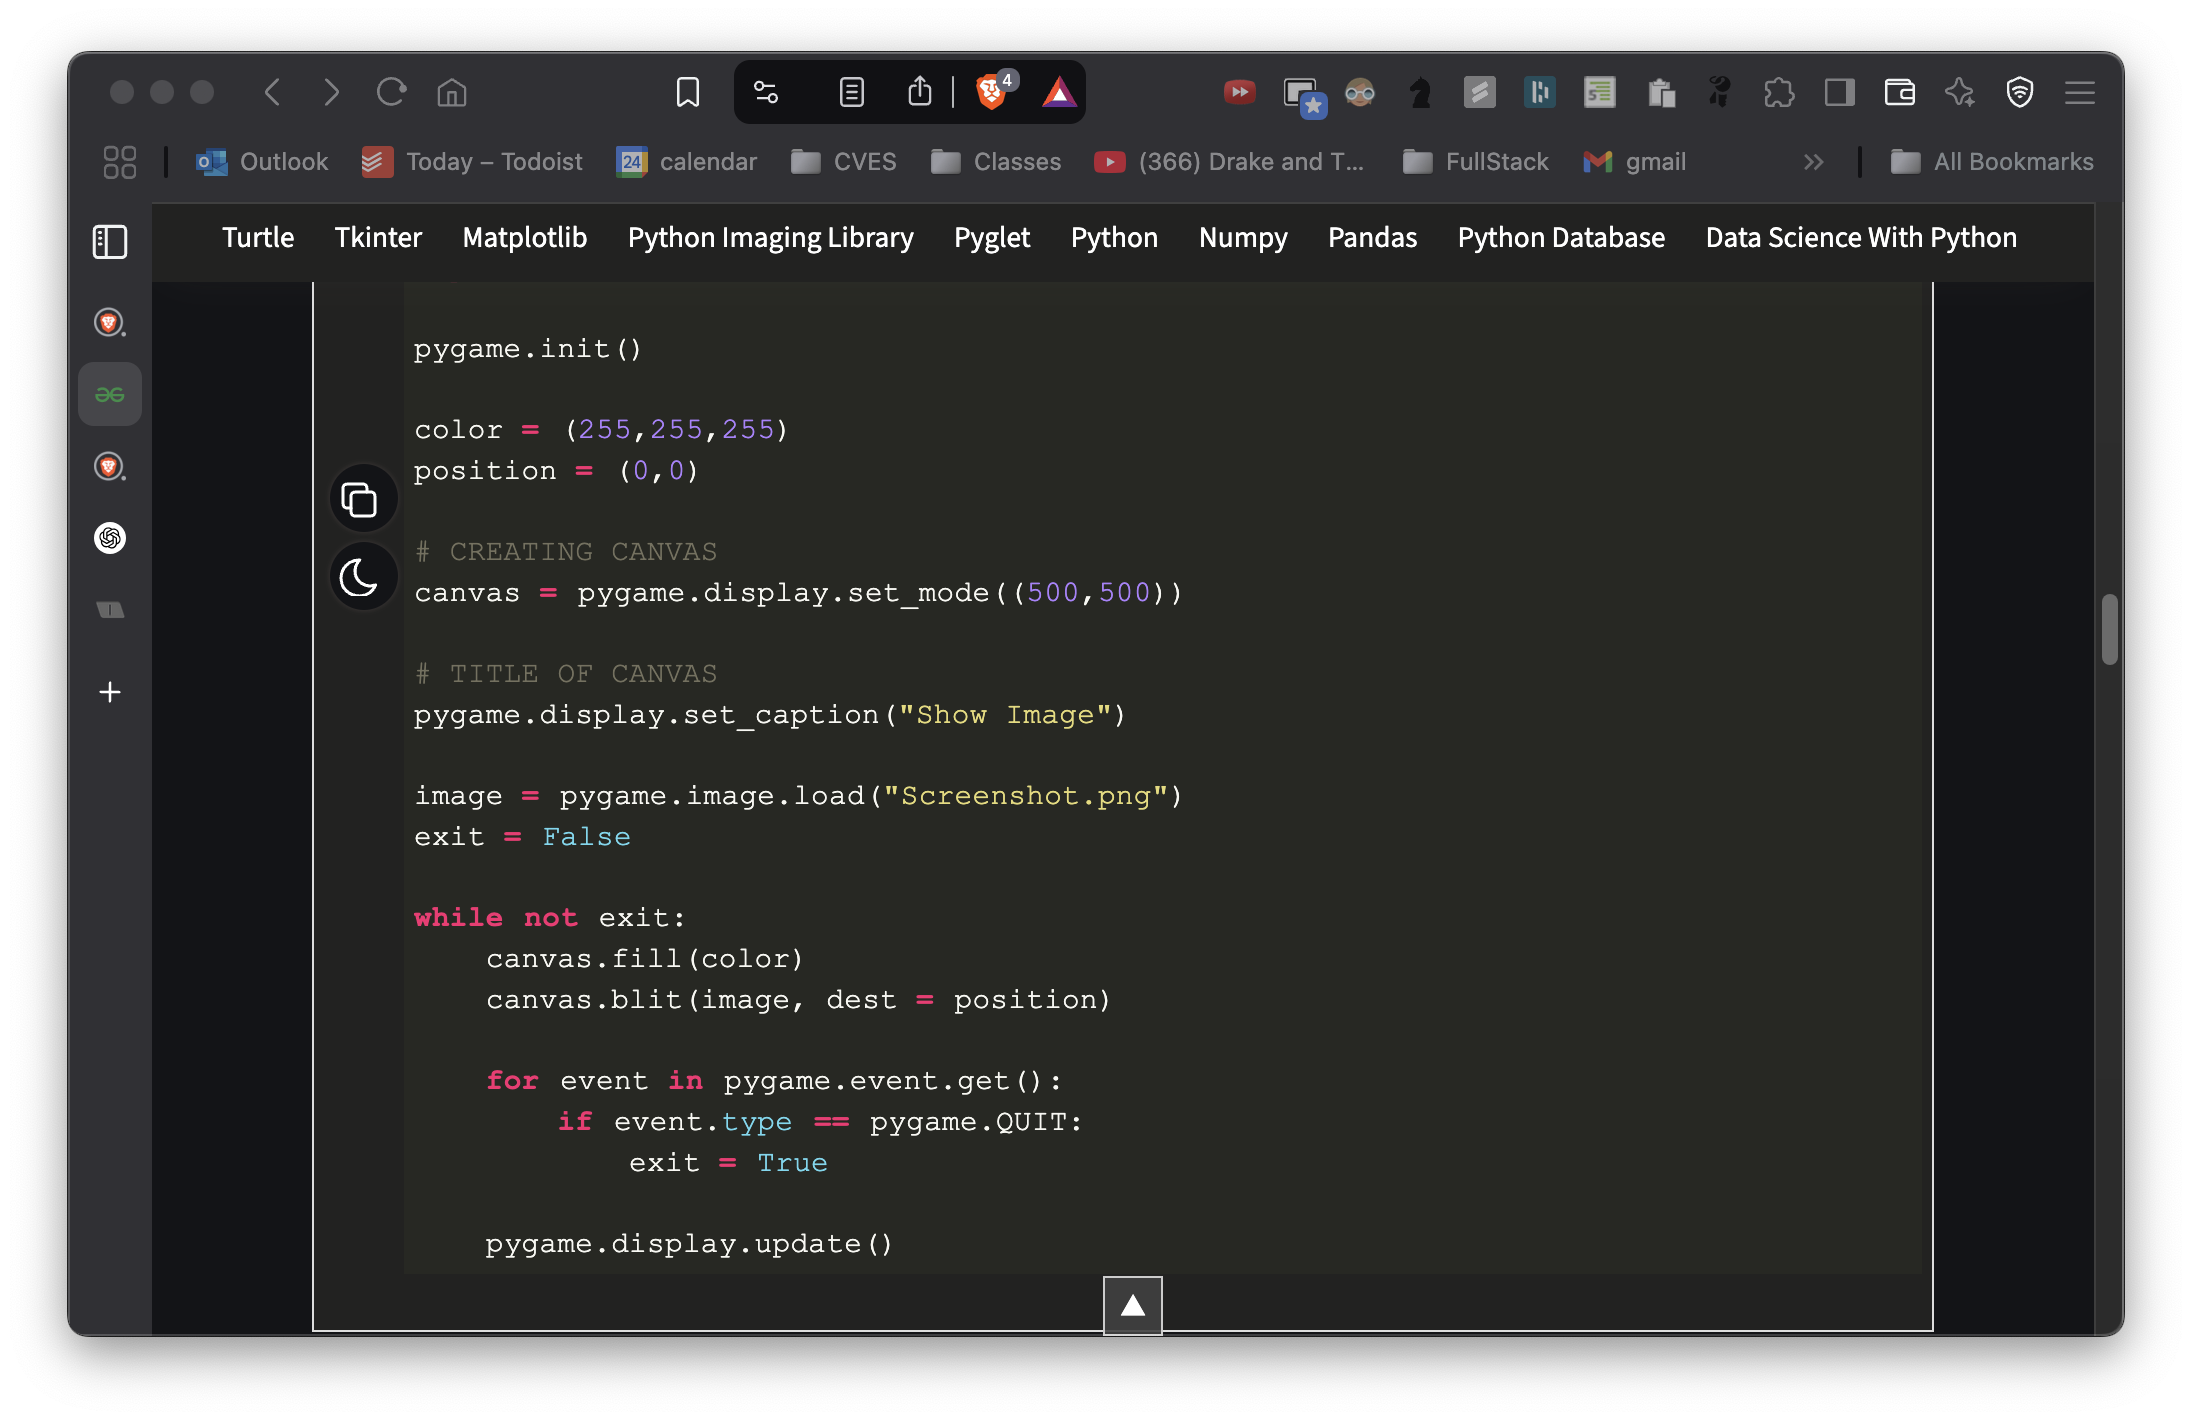 4
Outlook Today – Todoist 24 calendar CVES Classes (366) Drake and T... FullStack gmail » All Bookmarks
Turtle Tkinter Matplotlib Python Imaging Library Pyglet Python Numpy Pandas Python Database Data Science With Python
pygame.init()
color = (255,255,255)
position = (0,0)
# CREATING CANVAS
canvas = pygame.display.set_mode((500,500))
# TITLE OF CANVAS
pygame.display.set_caption("Show Image")
image = pygame.image.load("Screenshot.png")
exit = False
while not exit:
    canvas.fill(color)
    canvas.blit(image, dest = position)
    for event in pygame.event.get():
        if event.type == pygame.QUIT:
            exit = True
    pygame.display.update()